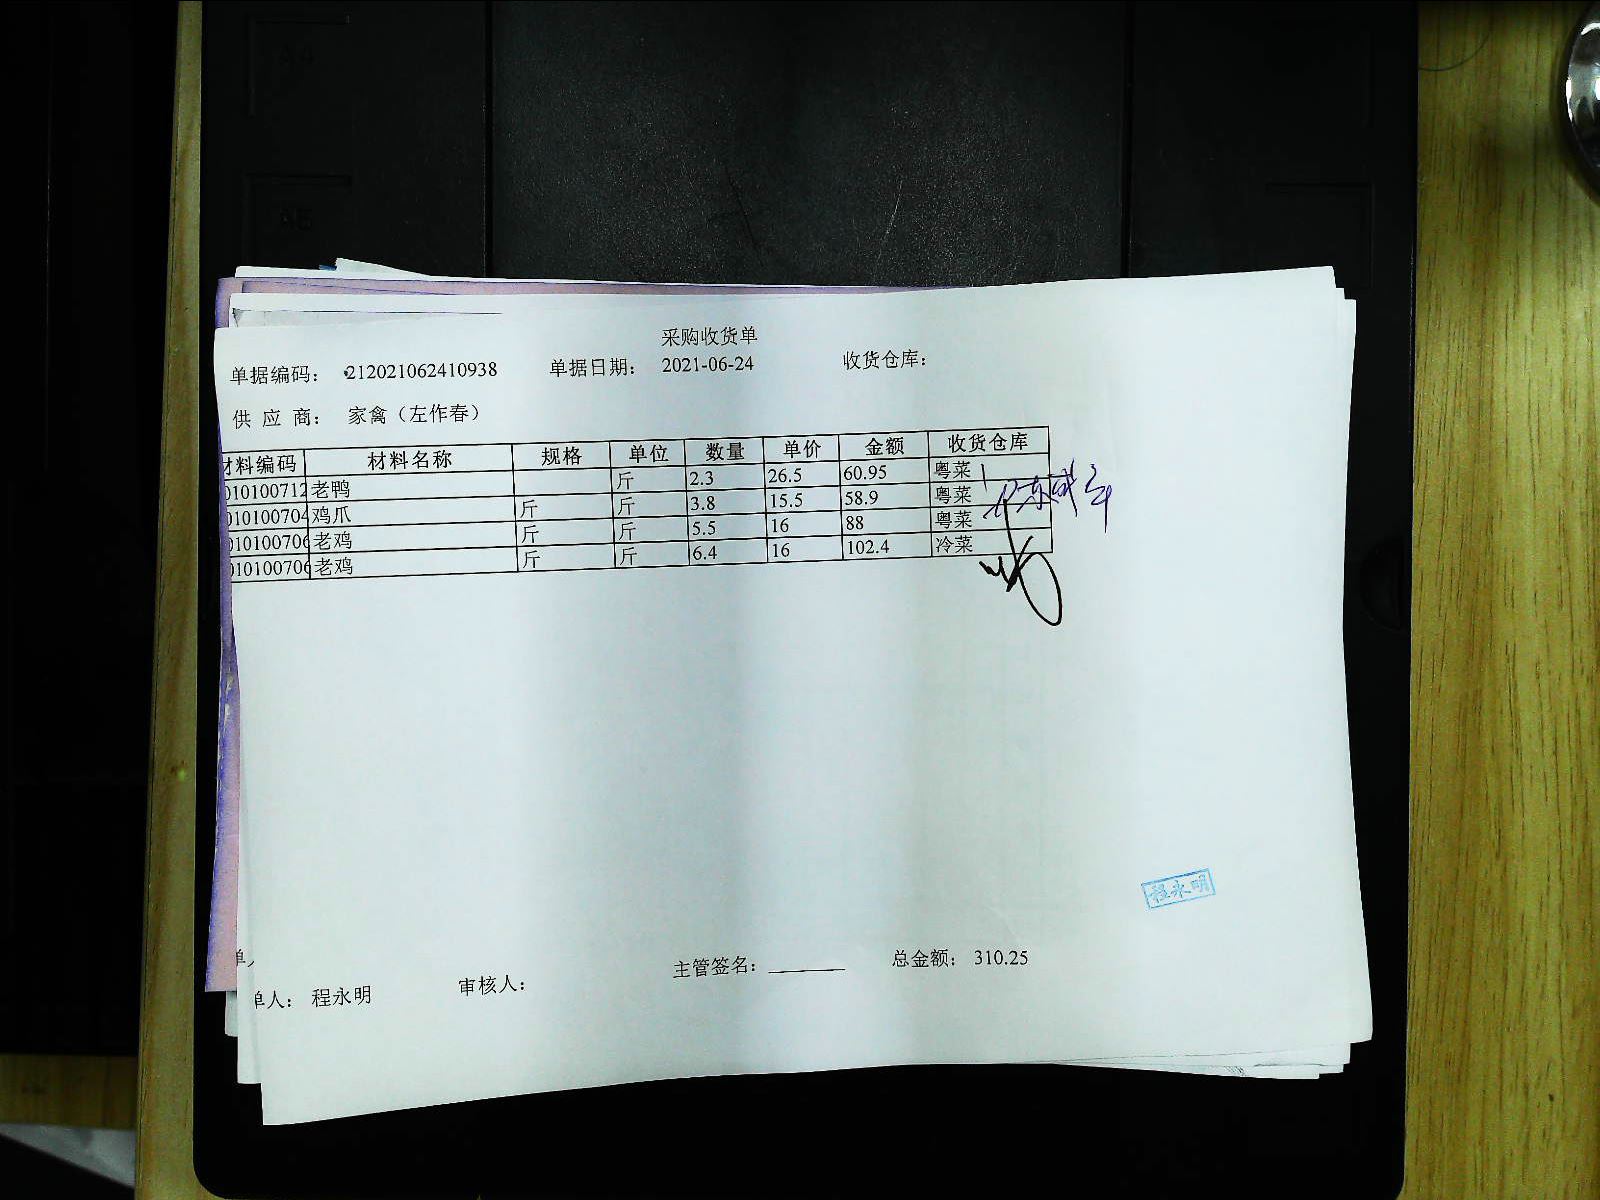 采购收货单
单据编码： 212021062410938 单据日期： 2021-06-24 收货仓库：
供 应 商： 家禽（左作春）
材料编码 材料名称 规格 单位 数量 单价 金额 收货仓库
010100712 老鸭 斤 2.3 26.5 60.95 粤菜
010100704 鸡爪 斤 斤 3.8 15.5 58.9 粤菜
010100706 老鸡 斤 斤 5.5 16 88 粤菜
010100706 老鸡 斤 斤 6.4 16 102.4 冷菜
程永明
主管签名： 总金额： 310.25
单人： 程永明 审核人：